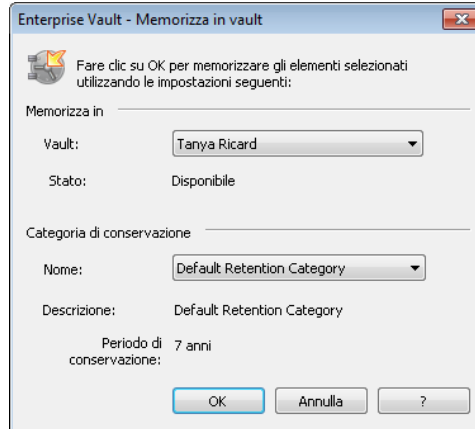 Enterprise Vault - Memorizza in vault
Fare clic su OK per memorizzare gli elementi selezionati
utilizzando le impostazioni seguenti:
Memorizza in
Vault: Tanya Ricard
Stato: Disponibile
Categoria di conservazione
Nome: Default Retention Category
Descrizione: Default Retention Category
Periodo di 7 anni
conservazione:
OK Annulla ?